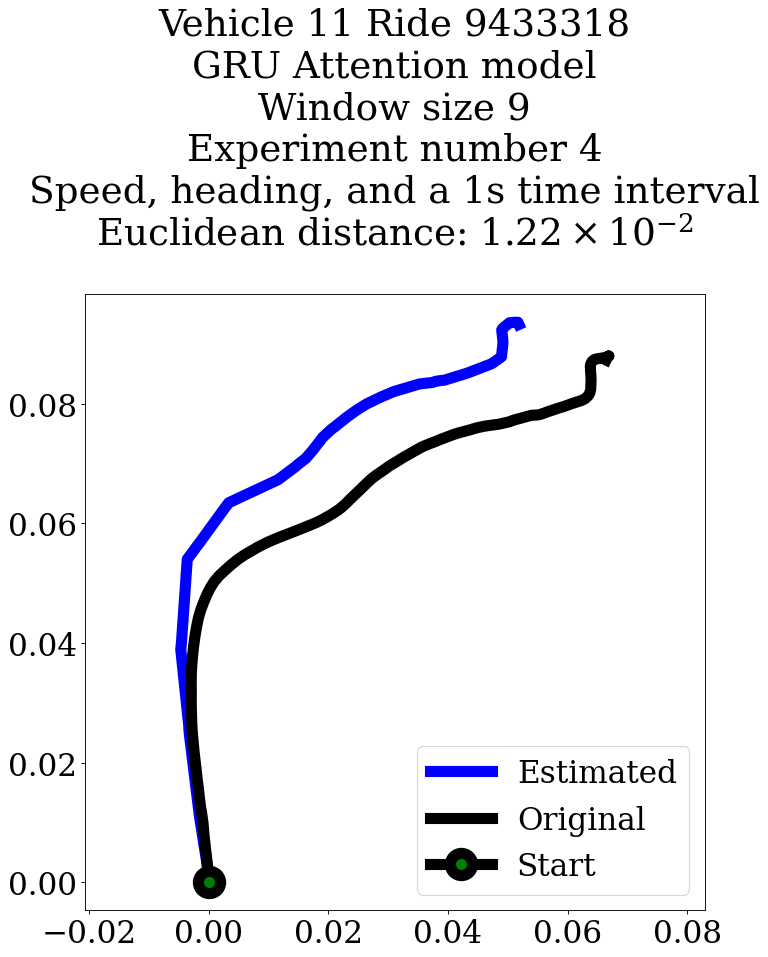 Vehicle 11 Ride 9433318
GRU Attention model
Window size 9
Experiment number 4
Speed, heading, and a 1s time interval
Euclidean distance: 1.22 × 10⁻²
0.08
0.06
0.04
0.02
0.00
Estimated
Original
Start
−0.02 0.00 0.02 0.04 0.06 0.08